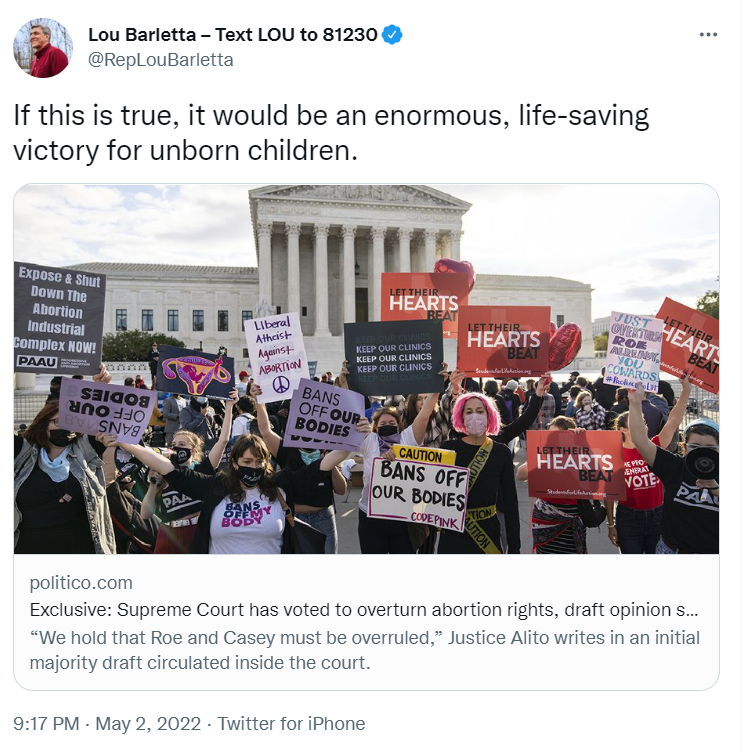 Lou Barletta – Text LOU to 81230
@RepLouBarletta
If this is true, it would be an enormous, life-saving
victory for unborn children.
Expose & Shut
Down The
Abortion
Industrial
Complex NOW!
PAAU
Liberal
Atheist
Against
ABORTION
KEEP OUR CLINICS
KEEP OUR CLINICS
KEEP OUR CLINICS
LET THEIR
HEARTS
BEAT
LET THEIR
HEARTS
BEAT
StudentsforLifeAction.org
JUST
OVERTURN
ROE
ALREADY,
YOU
COWARDS
LET THEIR
HEARTS
BEAT
BANS
OFF OUR
BODIES
BANS
OFF OUR
BODIES
CAUTION
BANS OFF
OUR BODIES
CODEPINK
LET THEIR
HEARTS
BEAT
StudentsforLifeAction.org
BANS
OFF MY
BODY
PAAU
VOTE
politico.com
Exclusive: Supreme Court has voted to overturn abortion rights, draft opinion s...
“We hold that Roe and Casey must be overruled,” Justice Alito writes in an initial
majority draft circulated inside the court.
9:17 PM · May 2, 2022 · Twitter for iPhone